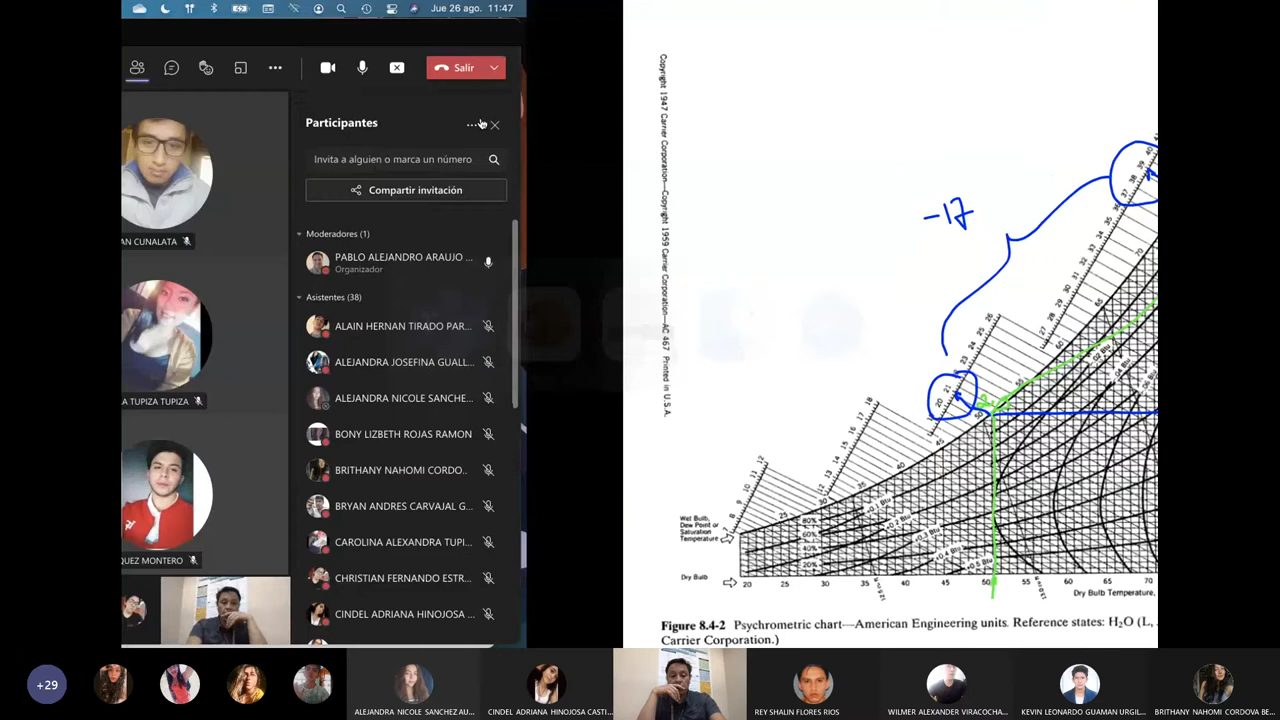 Jue 26 ago. 11:47
Salir
Participantes
Invita a alguien o marca un número
Compartir invitación
Moderadores (1)
PABLO ALEJANDRO ARAUJO ...
Organizador
Asistentes (38)
ALAIN HERNAN TIRADO PAR...
ALEJANDRA JOSEFINA GUALL...
ALEJANDRA NICOLE SANCHE...
BONY LIZBETH ROJAS RAMON
BRITHANY NAHOMI CORDO...
BRYAN ANDRES CARVAJAL G...
CAROLINA ALEXANDRA TUPI...
CHRISTIAN FERNANDO ESTR...
CINDEL ADRIANA HINOJOSA ...
AN CUNALATA
A TUPIZA TUPIZA
QUEZ MONTERO
Copyright 1947 Carrier Corporation—Copyright 1959 Carrier Corporation—AC 467 Printed in U.S.A.
-17
Wet Bulb,
Dew Point or
Saturation
Temperature
Dry Bulb
20 25 30 35 40 45 50 55 60 65 70
Dry Bulb Temperature,
Figure 8.4-2 Psychrometric chart—American Engineering units. Reference states: H₂O (L,
Carrier Corporation.)
+29
ALEJANDRA NICOLE SANCHEZ AU...
CINDEL ADRIANA HINOJOSA CASTI...
REY SHALIN FLORES RIOS
WILMER ALEXANDER VIRACOCHA...
KEVIN LEONARDO GUAMAN URGIL...
BRITHANY NAHOMI CORDOVA BE...